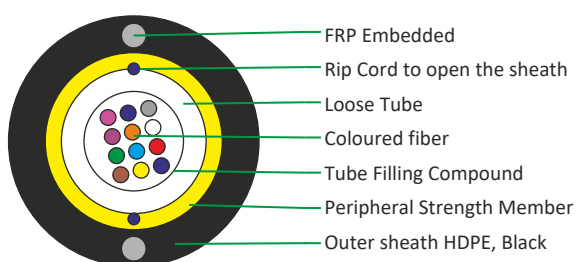 FRP Embedded
Rip Cord to open the sheath
Loose Tube
Coloured fiber
Tube Filling Compound
Peripheral Strength Member
Outer sheath HDPE, Black